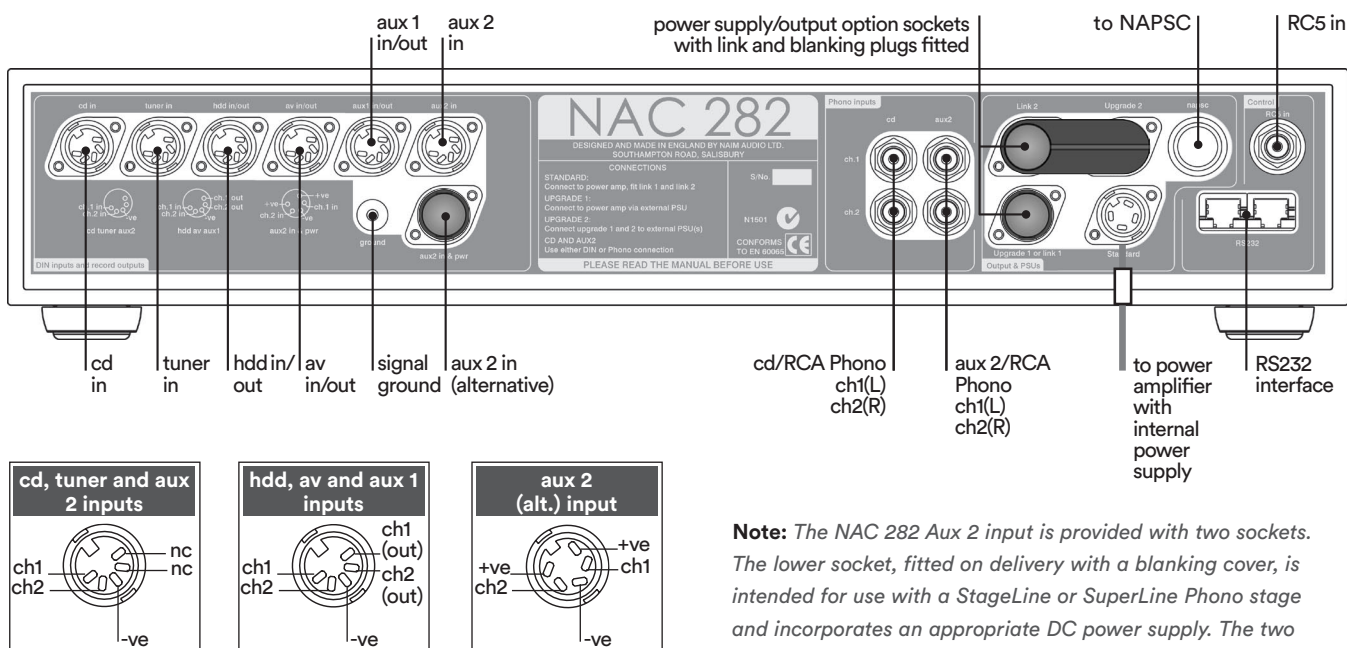 aux 1
in/out
aux 2
in
power supply/output option sockets
with link and blanking plugs fitted
to NAPSC
RC5 in
cd in
tuner in
hdd in/out
av in/out
aux1 in/out
aux2 in
ch.1 in
ch.2 in
-ve
cd tuner aux2
ch.1 out
ch.2 out
ch.1 in
ch.2 in
-ve
hdd av aux1
+ve
+ve
ch.1 in
ch.2 in
-ve
aux2 in & pwr
ground
aux2 in & pwr
DIN inputs and record outputs
NAC 282
DESIGNED AND MADE IN ENGLAND BY NAIM AUDIO LTD.
SOUTHAMPTON ROAD, SALISBURY
CONNECTIONS
STANDARD:
Connect to power amp, fit link 1 and link 2
UPGRADE 1:
Connect to power amp via external PSU
UPGRADE 2:
Connect upgrade 1 and 2 to external PSU(s)
CD AND AUX2
Use either DIN or Phono connection
S/No.
N1501
CONFORMS
TO EN 60065
CE
PLEASE READ THE MANUAL BEFORE USE
Phono Inputs
cd
aux2
ch.1
ch.2
Link 2
Upgrade 2
napsc
Upgrade 1 or link 1
Standard
Output & PSUs
Control
RC5 in
RS232
cd
in
tuner
in
hdd in/
out
av
in/out
signal
ground
aux 2 in
(alternative)
cd/RCA Phono
ch1(L)
ch2(R)
aux 2/RCA
Phono
ch1(L)
ch2(R)
to power
amplifier
with
internal
power
supply
RS232
interface
cd, tuner and aux
2 inputs
nc
nc
ch1
ch2
-ve
hdd, av and aux 1
inputs
ch1
(out)
ch2
(out)
ch1
ch2
-ve
aux 2
(alt.) input
+ve
ch1
+ve
ch2
-ve
Note: The NAC 282 Aux 2 input is provided with two sockets.
The lower socket, fitted on delivery with a blanking cover, is
intended for use with a StageLine or SuperLine Phono stage
and incorporates an appropriate DC power supply. The two